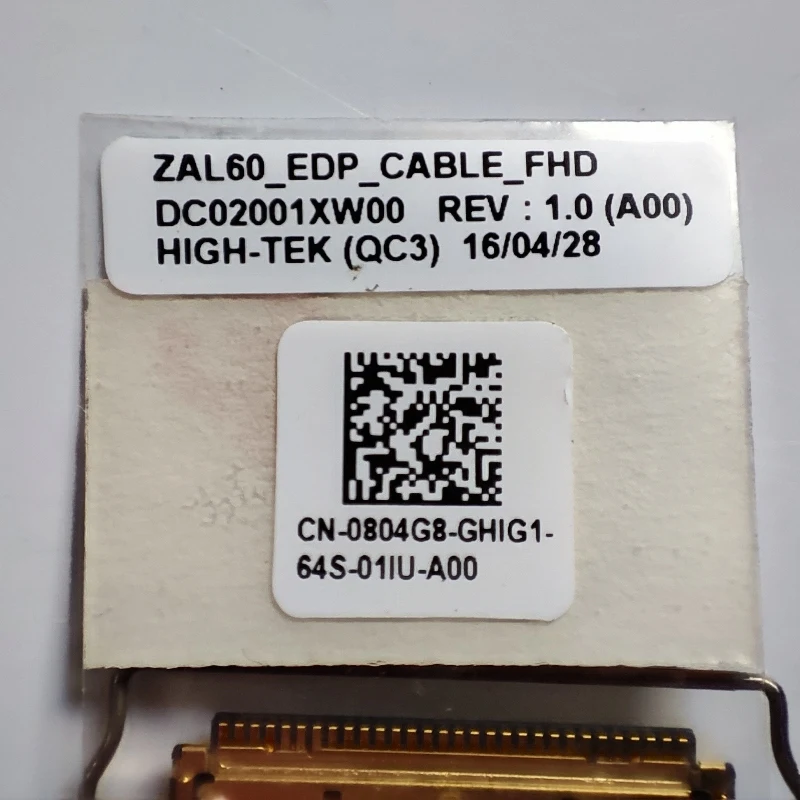 ZAL60_EDP_CABLE_FHD
DC02001XW00 REV : 1.0 (A00)
HIGH-TEK (QC3) 16/04/28
CN-0804G8-GHIG1-
64S-01IU-A00